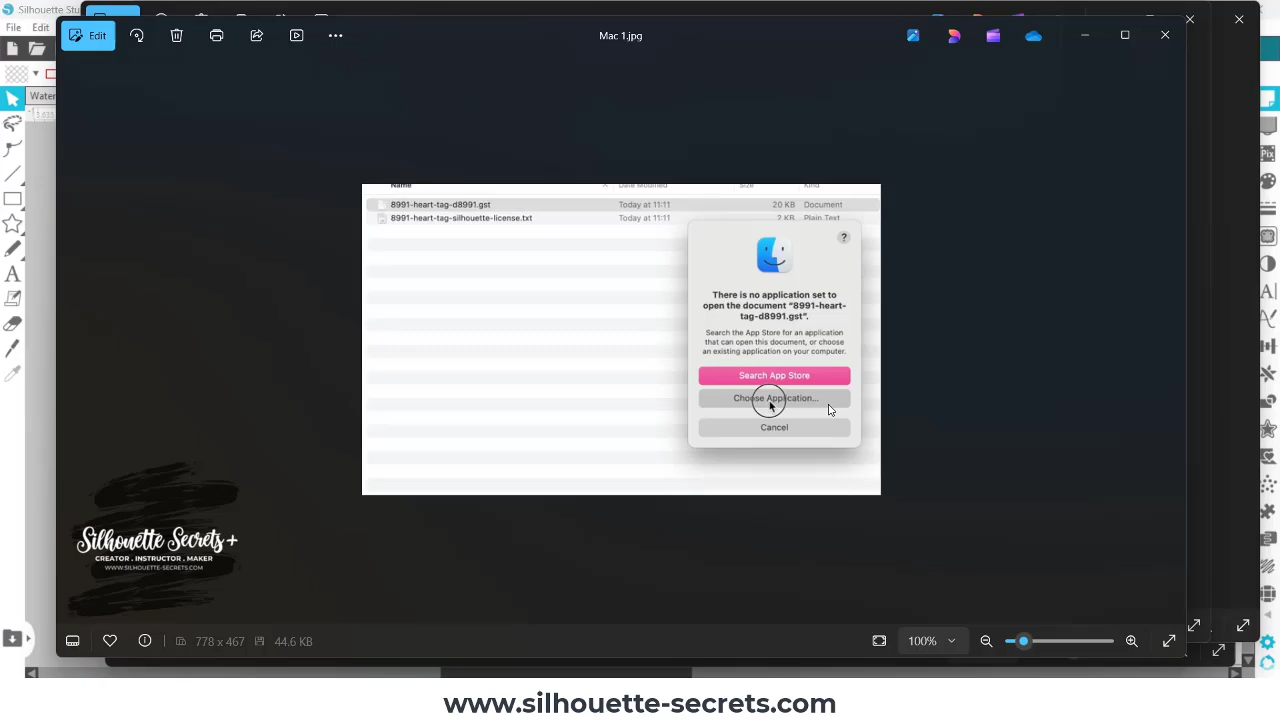 Silhouette Stu
File Edit
Water
Edit
Mac 1.jpg
Name Date Modified Size Kind
8991-heart-tag-d8991.gst Today at 11:11 20 KB Document
8991-heart-tag-silhouette-license.txt Today at 11:11 2 KB Plain Text
?
There is no application set to
open the document “8991-heart-
tag-d8991.gst”.
Search the App Store for an application
that can open this document, or choose
an existing application on your computer.
Search App Store
Choose Application...
Cancel
Silhouette Secrets+
CREATOR . INSTRUCTOR . MAKER
WWW.SILHOUETTE-SECRETS.COM
778 x 467 44.6 KB
100%
Pix
www.silhouette-secrets.com